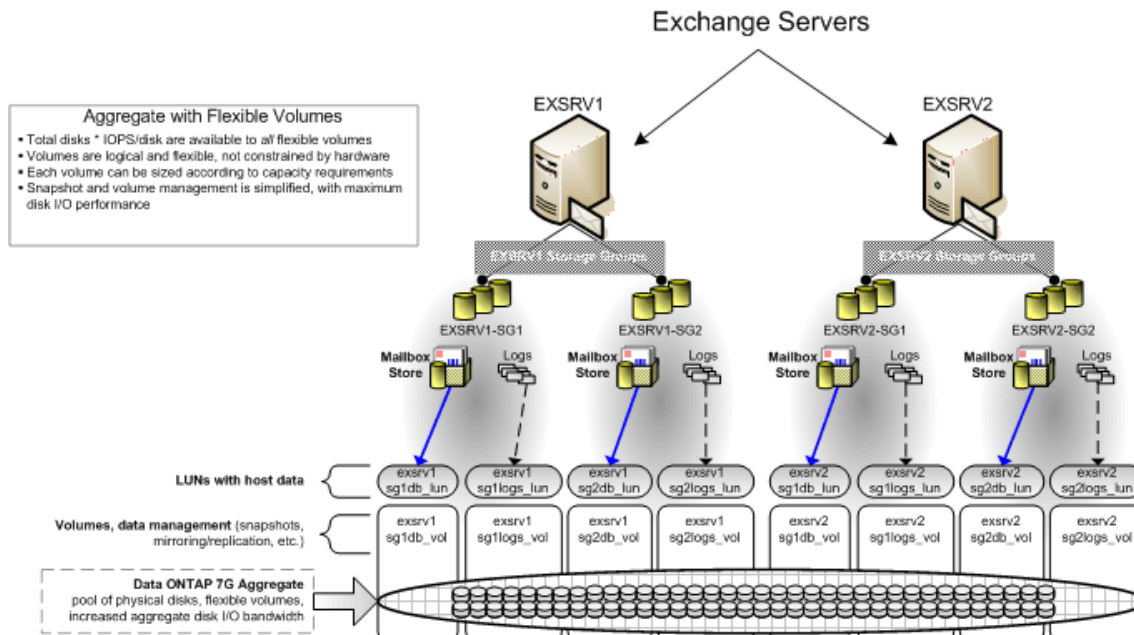 Exchange Servers
Aggregate with Flexible Volumes
▪ Total disks * IOPS/disk are available to all flexible volumes
▪ Volumes are logical and flexible, not constrained by hardware
▪ Each volume can be sized according to capacity requirements
▪ Snapshot and volume management is simplified, with maximum
disk I/O performance
EXSRV1
EXSRV2
EXSRV1 Storage Groups
EXSRV2 Storage Groups
EXSRV1-SG1
EXSRV1-SG2
EXSRV2-SG1
EXSRV2-SG2
Mailbox
Store
Logs
Mailbox
Store
Logs
Mailbox
Store
Logs
Mailbox
Store
Logs
LUNs with host data
exsrv1
sg1db_lun
exsrv1
sg1logs_lun
exsrv1
sg2db_lun
exsrv1
sg2logs_lun
exsrv2
sg1db_lun
exsrv2
sg1logs_lun
exsrv2
sg2db_lun
exsrv2
sg2logs_lun
Volumes, data management (snapshots,
mirroring/replication, etc.)
exsrv1
sg1db_vol
exsrv1
sg1logs_vol
exsrv1
sg2db_vol
exsrv1
sg2logs_vol
exsrv2
sg1db_vol
exsrv2
sg1logs_vol
exsrv2
sg2db_vol
exsrv2
sg2logs_vol
Data ONTAP 7G Aggregate
pool of physical disks, flexible volumes,
increased aggregate disk I/O bandwidth